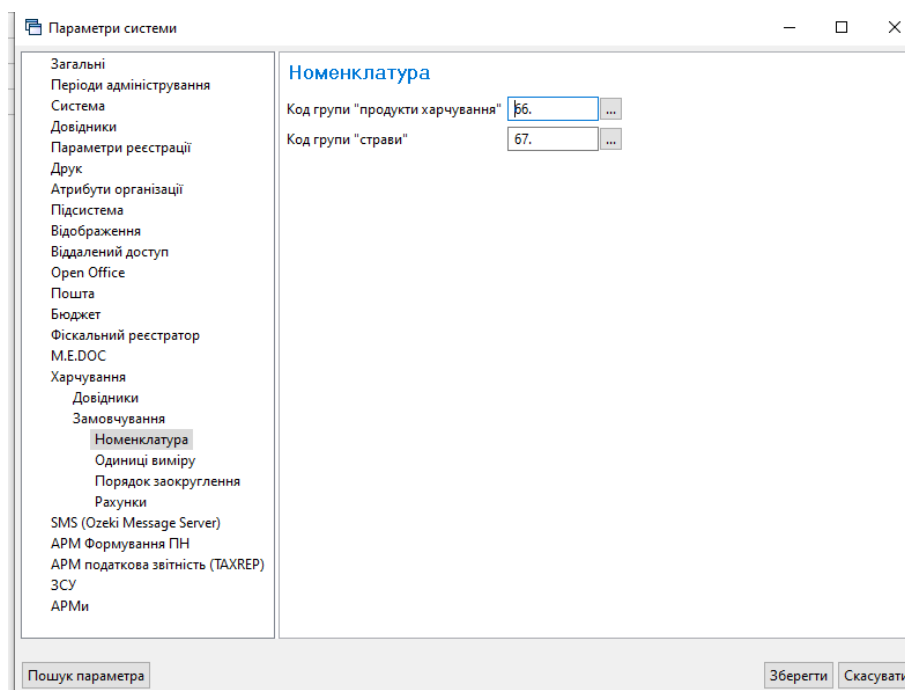 Параметри системи
Загальні
Періоди адміністрування
Система
Довідники
Параметри реєстрації
Друк
Атрибути організації
Підсистема
Відображення
Віддалений доступ
Open Office
Пошта
Бюджет
Фіскальний реєстратор
M.E.DOC
Харчування
Довідники
Замовчування
Номенклатура
Одиниці виміру
Порядок заокруглення
Рахунки
SMS (Ozeki Message Server)
АРМ Формування ПН
АРМ податкова звітність (TAXREP)
ЗСУ
АРМи
Номенклатура
Код групи "продукти харчування" 66. ...
Код групи "страви" 67. ...
Пошук параметра
Зберегти Скасувати